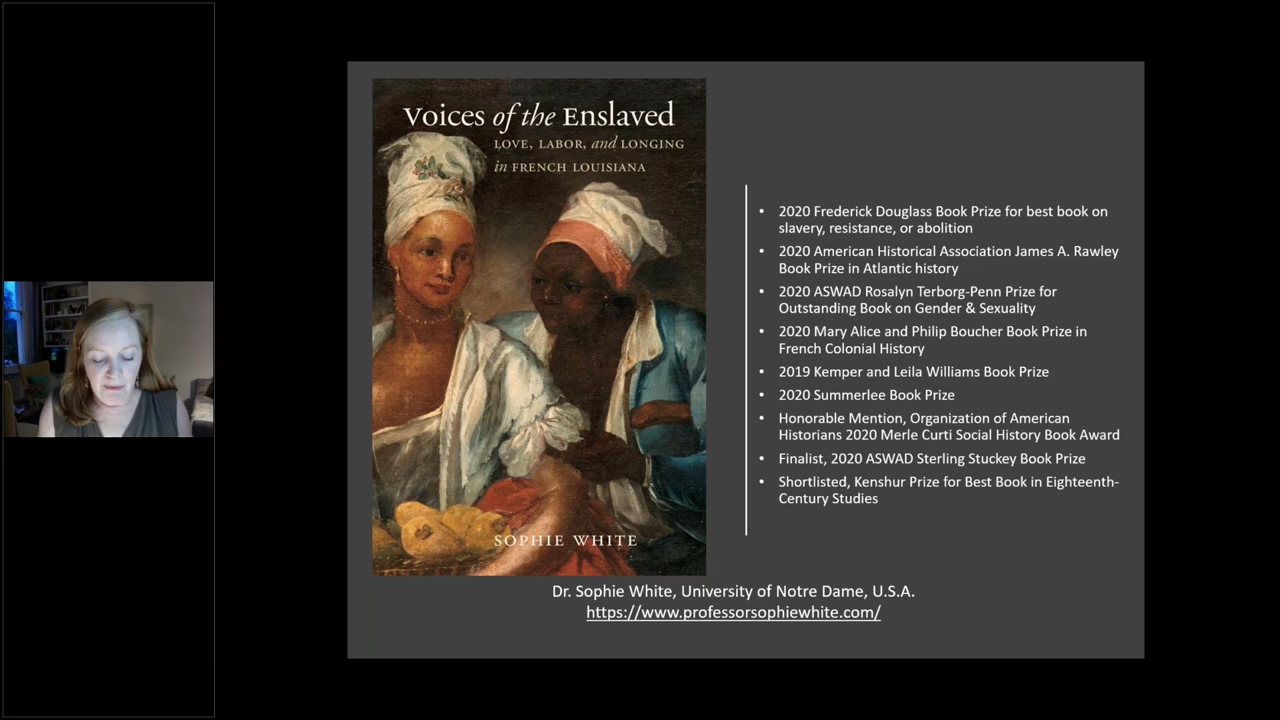 Voices of the Enslaved
LOVE, LABOR, and LONGING
in FRENCH LOUISIANA
SOPHIE WHITE
• 2020 Frederick Douglass Book Prize for best book on
slavery, resistance, or abolition
• 2020 American Historical Association James A. Rawley
Book Prize in Atlantic history
• 2020 ASWAD Rosalyn Terborg-Penn Prize for
Outstanding Book on Gender & Sexuality
• 2020 Mary Alice and Philip Boucher Book Prize in
French Colonial History
• 2019 Kemper and Leila Williams Book Prize
• 2020 Summerlee Book Prize
• Honorable Mention, Organization of American
Historians 2020 Merle Curti Social History Book Award
• Finalist, 2020 ASWAD Sterling Stuckey Book Prize
• Shortlisted, Kenshur Prize for Best Book in Eighteenth-
Century Studies
Dr. Sophie White, University of Notre Dame, U.S.A.
https://www.professorsophiewhite.com/